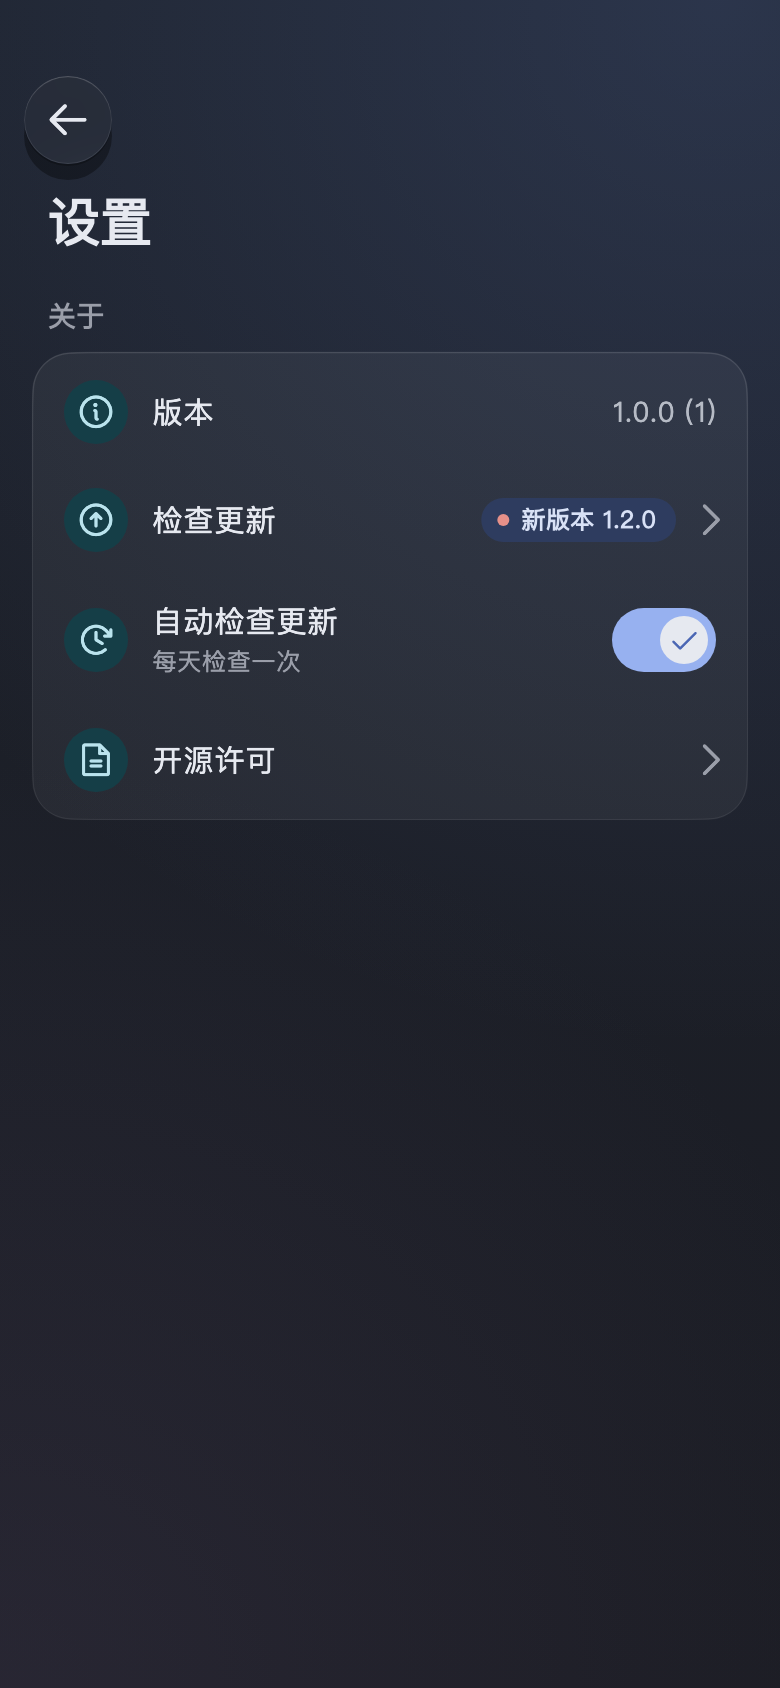 设置
关于
版本 1.0.0 (1)
检查更新 新版本 1.2.0
自动检查更新
每天检查一次
开源许可